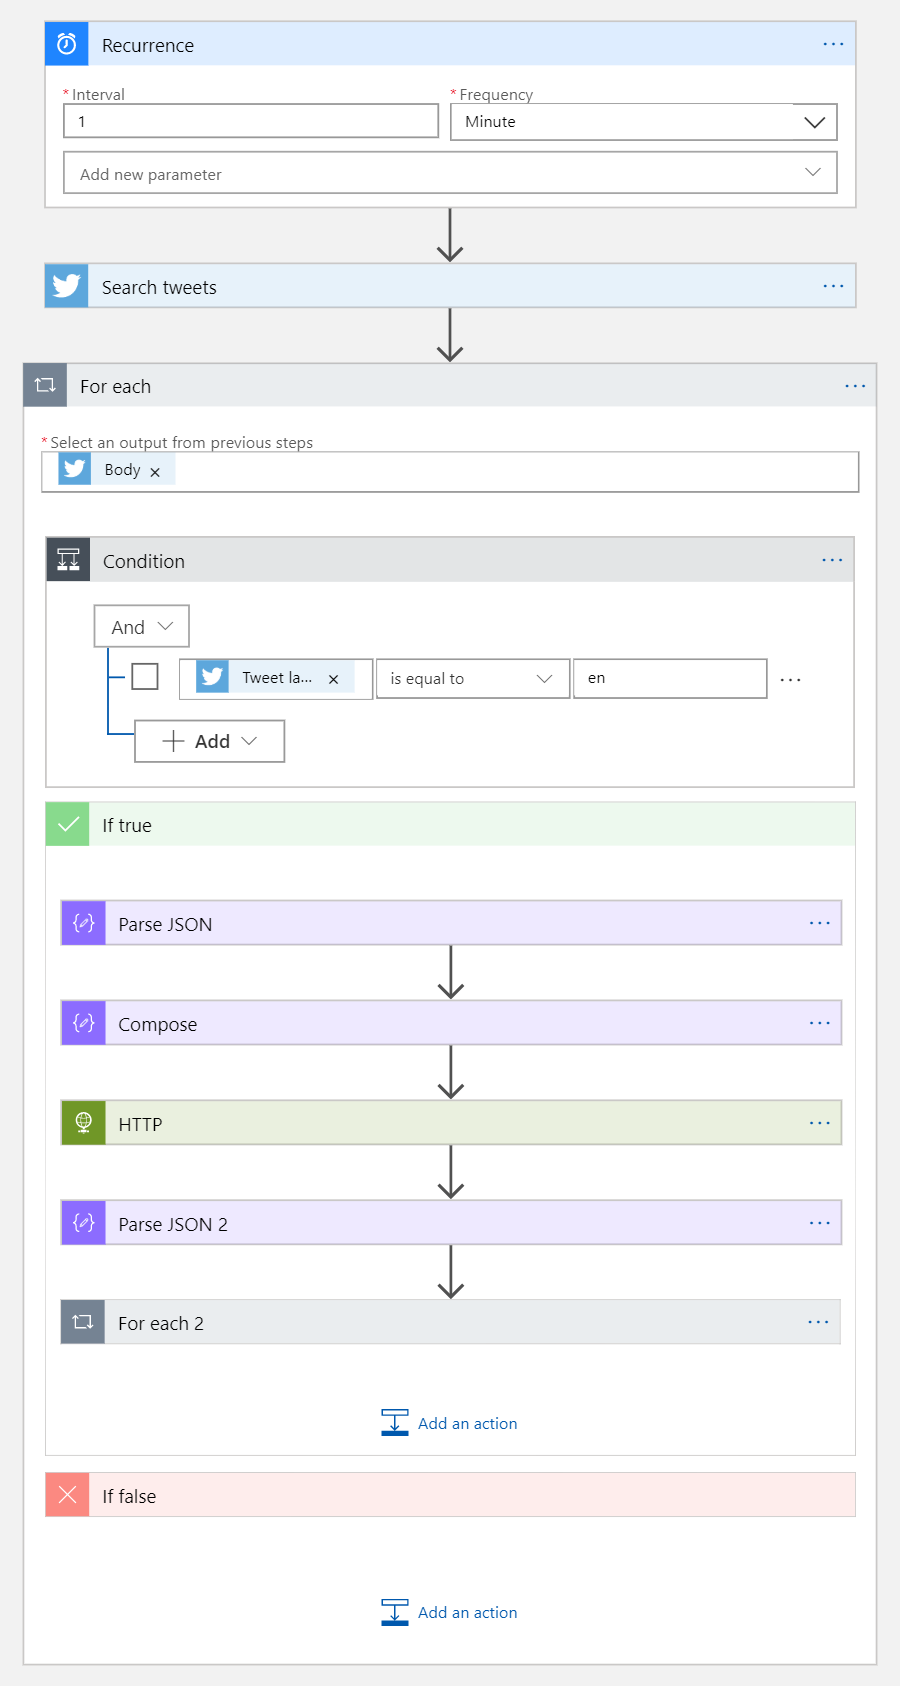 Recurrence ...
* Interval * Frequency
1 Minute
Add new parameter
Search tweets ...
For each ...
* Select an output from previous steps
Body ×
Condition ...
And
Tweet la... × is equal to en ...
+ Add
If true
Parse JSON ...
Compose ...
HTTP ...
Parse JSON 2 ...
For each 2 ...
Add an action
If false
Add an action